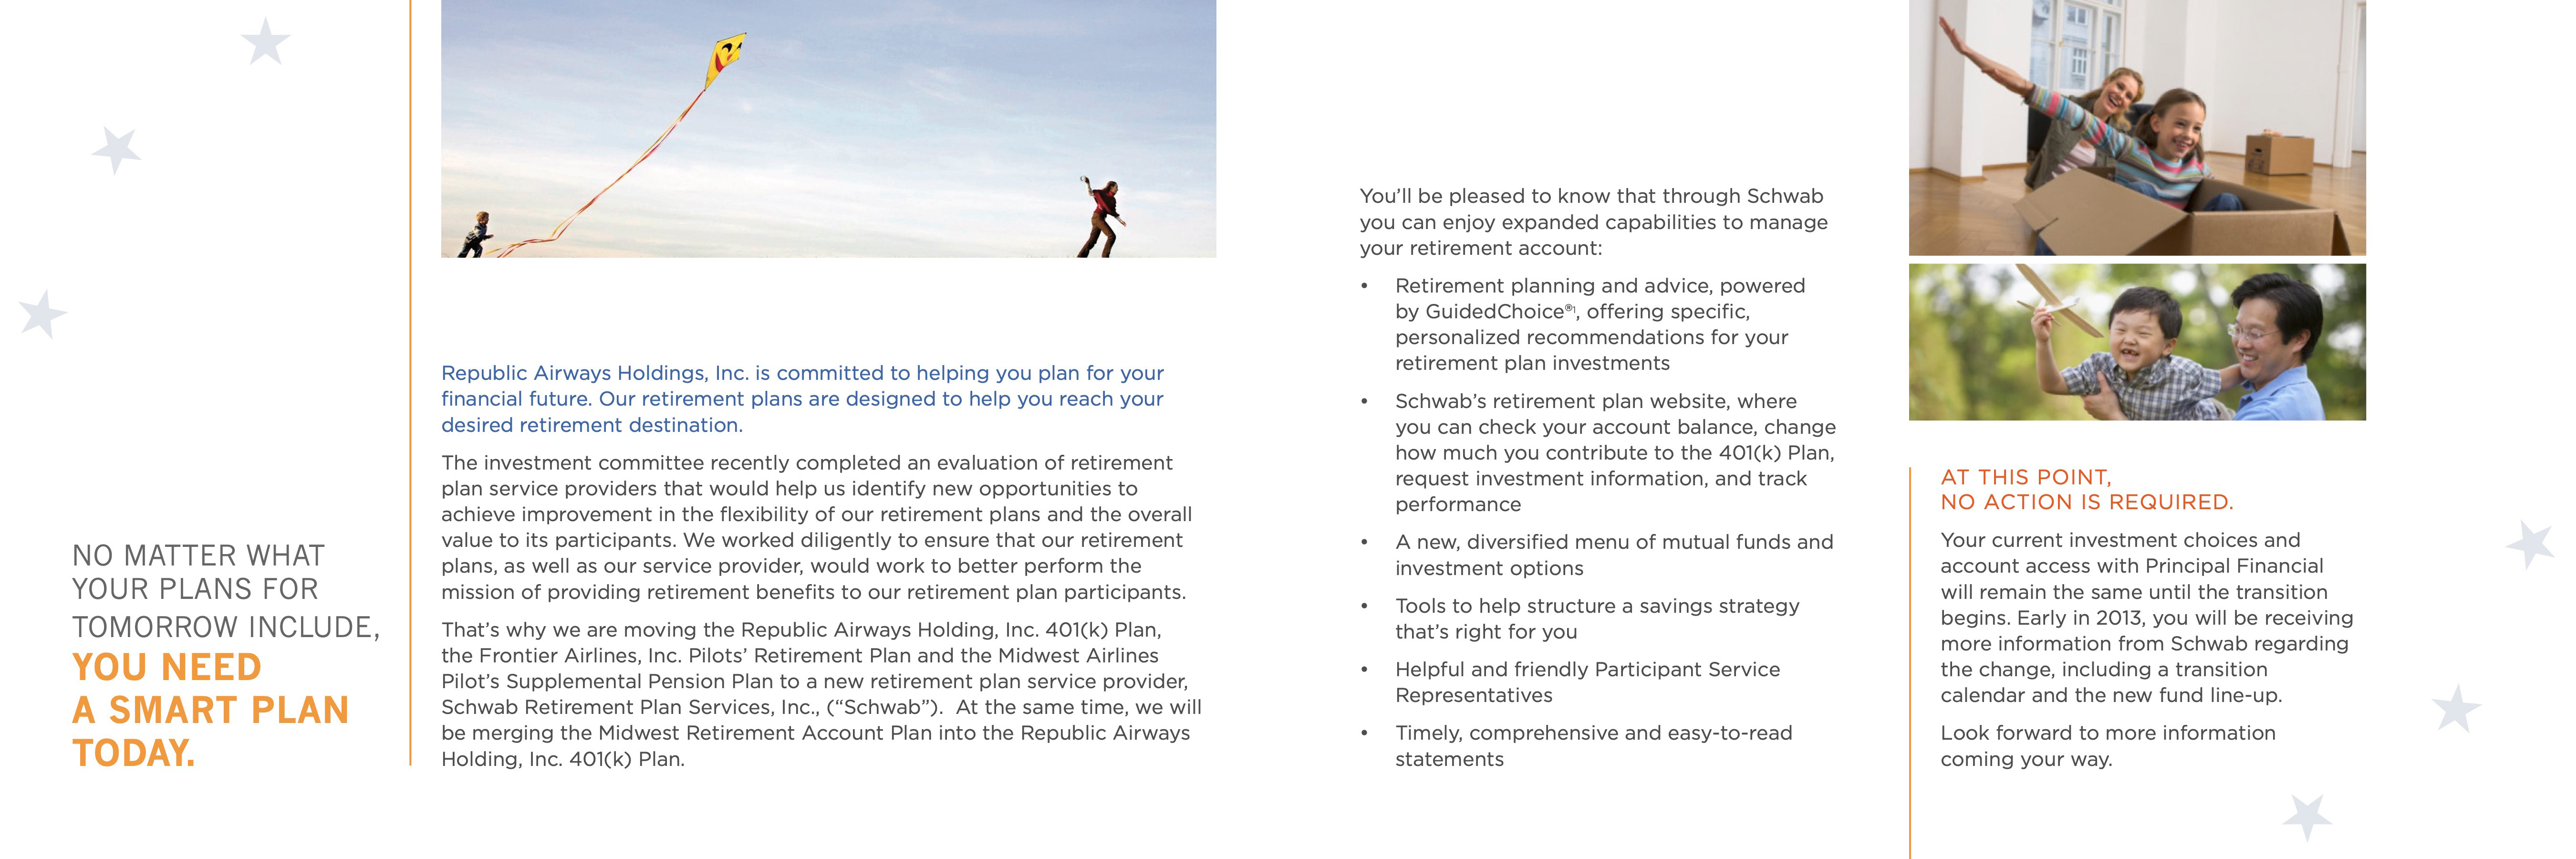 NO MATTER WHAT
YOUR PLANS FOR
TOMORROW INCLUDE,
YOU NEED
A SMART PLAN
TODAY.
Republic Airways Holdings, Inc. is committed to helping you plan for your
financial future. Our retirement plans are designed to help you reach your
desired retirement destination.
The investment committee recently completed an evaluation of retirement
plan service providers that would help us identify new opportunities to
achieve improvement in the flexibility of our retirement plans and the overall
value to its participants. We worked diligently to ensure that our retirement
plans, as well as our service provider, would work to better perform the
mission of providing retirement benefits to our retirement plan participants.
That’s why we are moving the Republic Airways Holding, Inc. 401(k) Plan,
the Frontier Airlines, Inc. Pilots’ Retirement Plan and the Midwest Airlines
Pilot’s Supplemental Pension Plan to a new retirement plan service provider,
Schwab Retirement Plan Services, Inc., (“Schwab”).  At the same time, we will
be merging the Midwest Retirement Account Plan into the Republic Airways
Holding, Inc. 401(k) Plan.
You’ll be pleased to know that through Schwab
you can enjoy expanded capabilities to manage
your retirement account:
• Retirement planning and advice, powered
by GuidedChoice®¹, offering specific,
personalized recommendations for your
retirement plan investments
• Schwab’s retirement plan website, where
you can check your account balance, change
how much you contribute to the 401(k) Plan,
request investment information, and track
performance
• A new, diversified menu of mutual funds and
investment options
• Tools to help structure a savings strategy
that’s right for you
• Helpful and friendly Participant Service
Representatives
• Timely, comprehensive and easy-to-read
statements
AT THIS POINT,
NO ACTION IS REQUIRED.
Your current investment choices and
account access with Principal Financial
will remain the same until the transition
begins. Early in 2013, you will be receiving
more information from Schwab regarding
the change, including a transition
calendar and the new fund line-up.
Look forward to more information
coming your way.